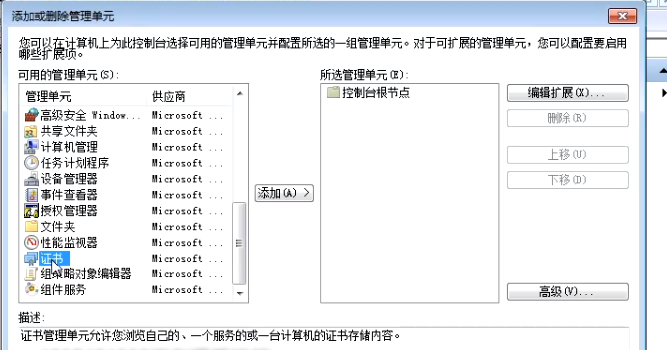 添加或删除管理单元
您可以在计算机上为此控制台选择可用的管理单元并配置所选的一组管理单元。对于可扩展的管理单元，您可以配置要启用
哪些扩展项。
可用的管理单元(S):
所选管理单元(E):
管理单元 供应商
高级安全 Window... Microsoft ...
共享文件夹 Microsoft ...
计算机管理 Microsoft ...
任务计划程序 Microsoft ...
设备管理器 Microsoft ...
事件查看器 Microsoft ...
授权管理器 Microsoft ...
文件夹 Microsoft ...
性能监视器 Microsoft ...
证书 Microsoft ...
组策略对象编辑器 Microsoft ...
组件服务 Microsoft ...
添加(A) >
控制台根节点
编辑扩展(X)...
删除(R)
上移(U)
下移(D)
高级(V)...
描述:
证书管理单元允许您浏览自己的、一个服务的或一台计算机的证书存储内容。